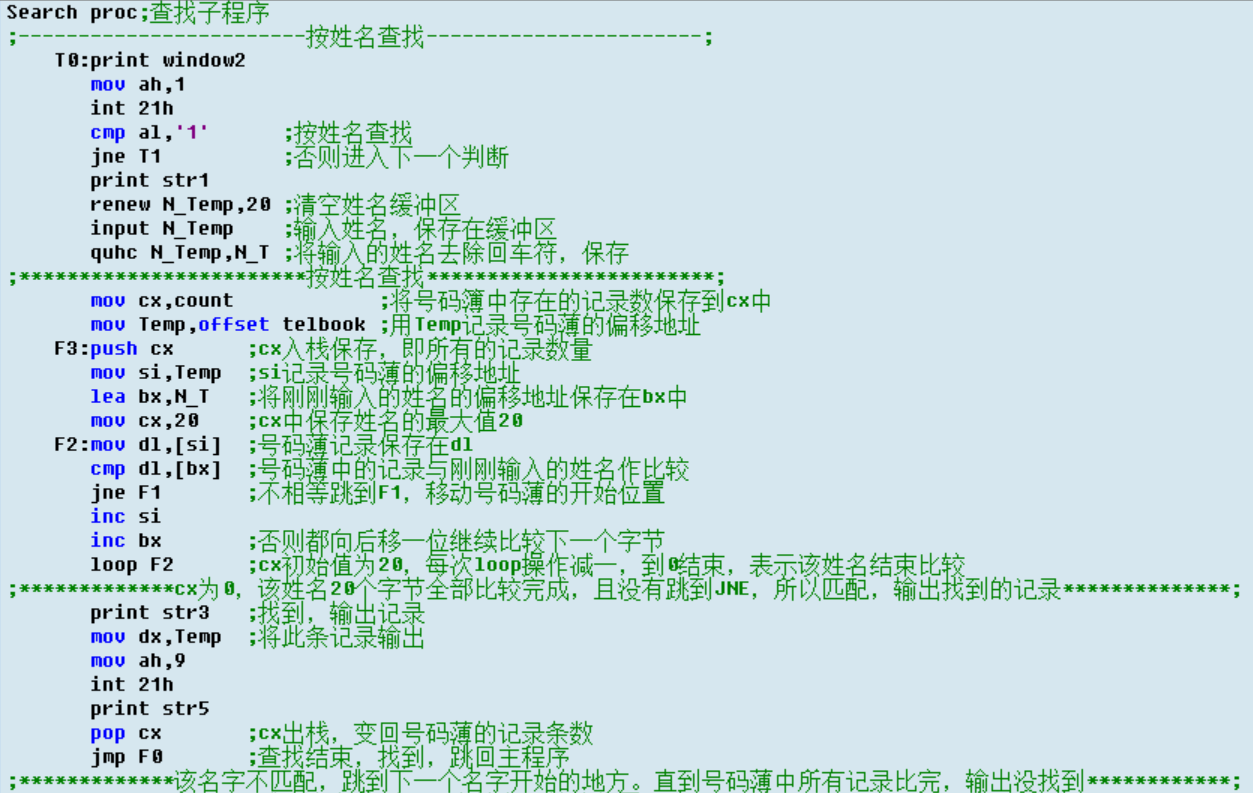 Search proc;查找子程序
;------------------------按姓名查找-----------------------;
T0:print window2
mov ah,1
int 21h
cmp al,'1' ;按姓名查找
jne T1 ;否则进入下一个判断
print str1
renew N_Temp,20 ;清空姓名缓冲区
input N_Temp ;输入姓名，保存在缓冲区
quhc N_Temp,N_T ;将输入的姓名去除回车符，保存
;************************按姓名查找************************;
mov cx,count ;将号码簿中存在的记录数保存到cx中
mov Temp,offset telbook ;用Temp记录号码薄的偏移地址
F3:push cx ;cx入栈保存，即所有的记录数量
mov si,Temp ;si记录号码薄的偏移地址
lea bx,N_T ;将刚刚输入的姓名的偏移地址保存在bx中
mov cx,20 ;cx中保存姓名的最大值20
F2:mov dl,[si] ;号码薄记录保存在dl
cmp dl,[bx] ;号码薄中的记录与刚刚输入的姓名作比较
jne F1 ;不相等跳到F1，移动号码薄的开始位置
inc si
inc bx ;否则都向后移一位继续比较下一个字节
loop F2 ;cx初始值为20，每次loop操作减一，到0结束，表示该姓名结束比较
;*************cx为0，该姓名20个字节全部比较完成，且没有跳到JNE，所以匹配，输出找到的记录**************;
print str3 ;找到，输出记录
mov dx,Temp ;将此条记录输出
mov ah,9
int 21h
print str5
pop cx ;cx出栈，变回号码薄的记录条数
jmp F0 ;查找结束，找到，跳回主程序
;*************该名字不匹配，跳到下一个名字开始的地方。直到号码薄中所有记录比完，输出没找到************;